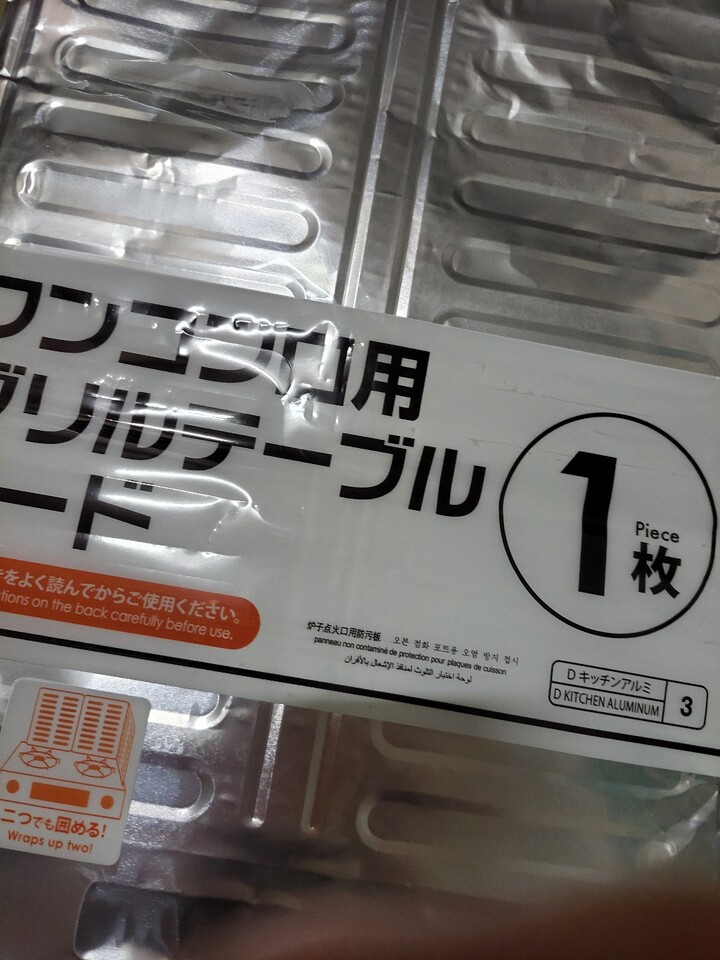 ワンコンロ用
グリルテーブル
ード
をよく読んでからご使用ください。
tions on the back carefully before use.
1
Piece
枚
炉子点火口用防污板 오븐 점화 포트용 오염 방지 접시
panneau non contaminé de protection pour plaques de cuisson
لوحة اختبار التلوث لمنافذ الإشعال بالأفران
D キッチンアルミ
D KITCHEN ALUMINUM
3
二つでも囲める!
Wraps up two!